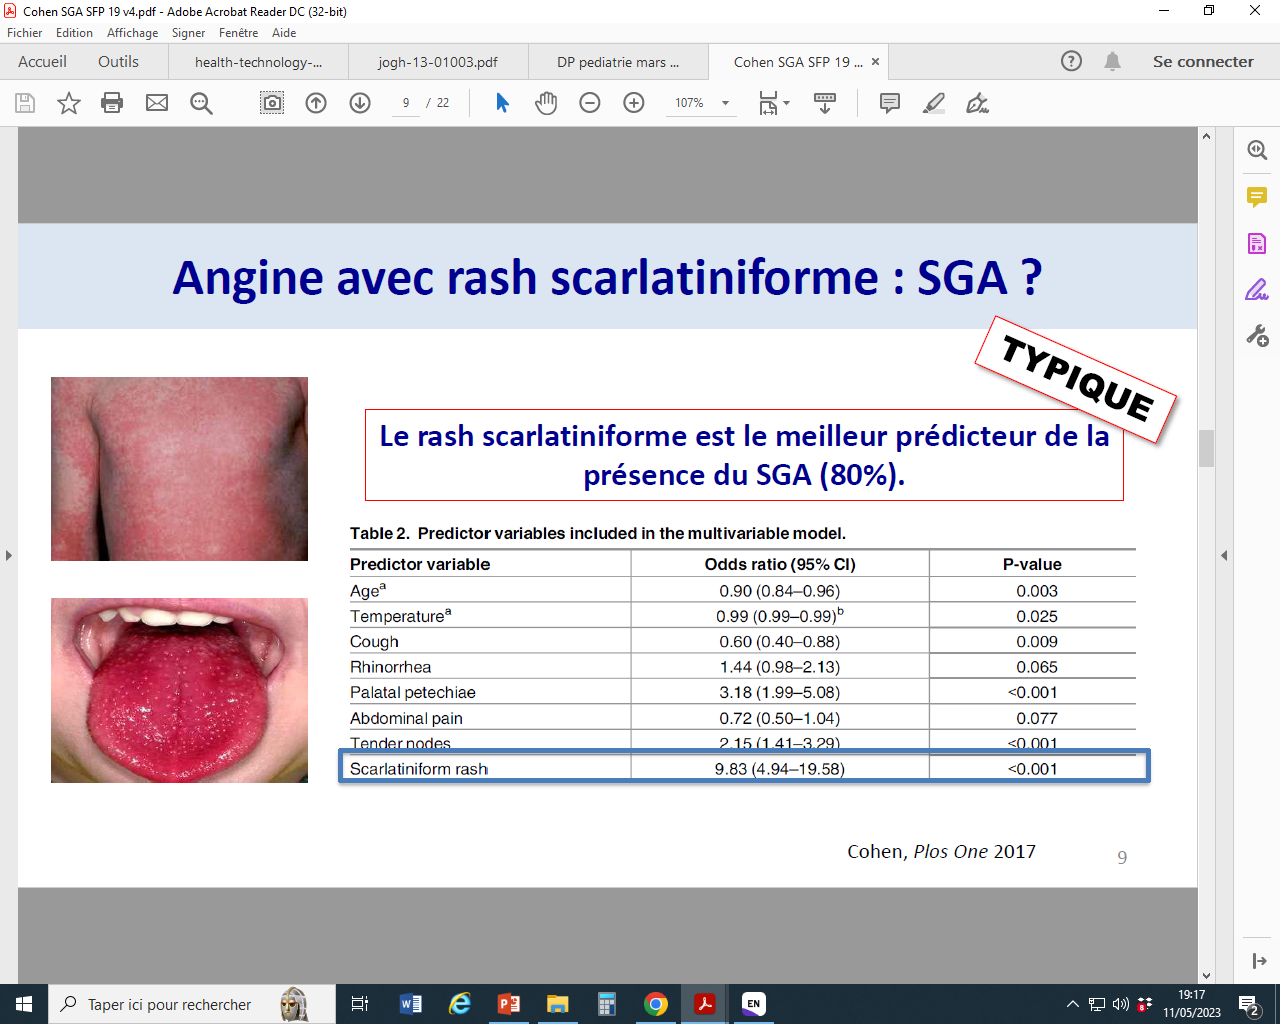 Cohen SGA SFP 19 v4.pdf - Adobe Acrobat Reader DC (32-bit)
Fichier Edition Affichage Signer Fenêtre Aide
Accueil Outils health-technology-... jogh-13-01003.pdf DP pediatrie mars ... Cohen SGA SFP 19 ... × Se connecter
9 / 22 107%
Angine avec rash scarlatiniforme : SGA ?
TYPIQUE
Le rash scarlatiniforme est le meilleur prédicteur de la
présence du SGA (80%).
Table 2. Predictor variables included in the multivariable model.
Predictor variable Odds ratio (95% CI) P-value
Ageª 0.90 (0.84–0.96) 0.003
Temperatureª 0.99 (0.99–0.99)ᵇ 0.025
Cough 0.60 (0.40–0.88) 0.009
Rhinorrhea 1.44 (0.98–2.13) 0.065
Palatal petechiae 3.18 (1.99–5.08) <0.001
Abdominal pain 0.72 (0.50–1.04) 0.077
Tender nodes 2.15 (1.41–3.29) <0.001
Scarlatiniform rash 9.83 (4.94–19.58) <0.001
Cohen, Plos One 2017
9
Taper ici pour rechercher
EN
19:17
11/05/2023
2